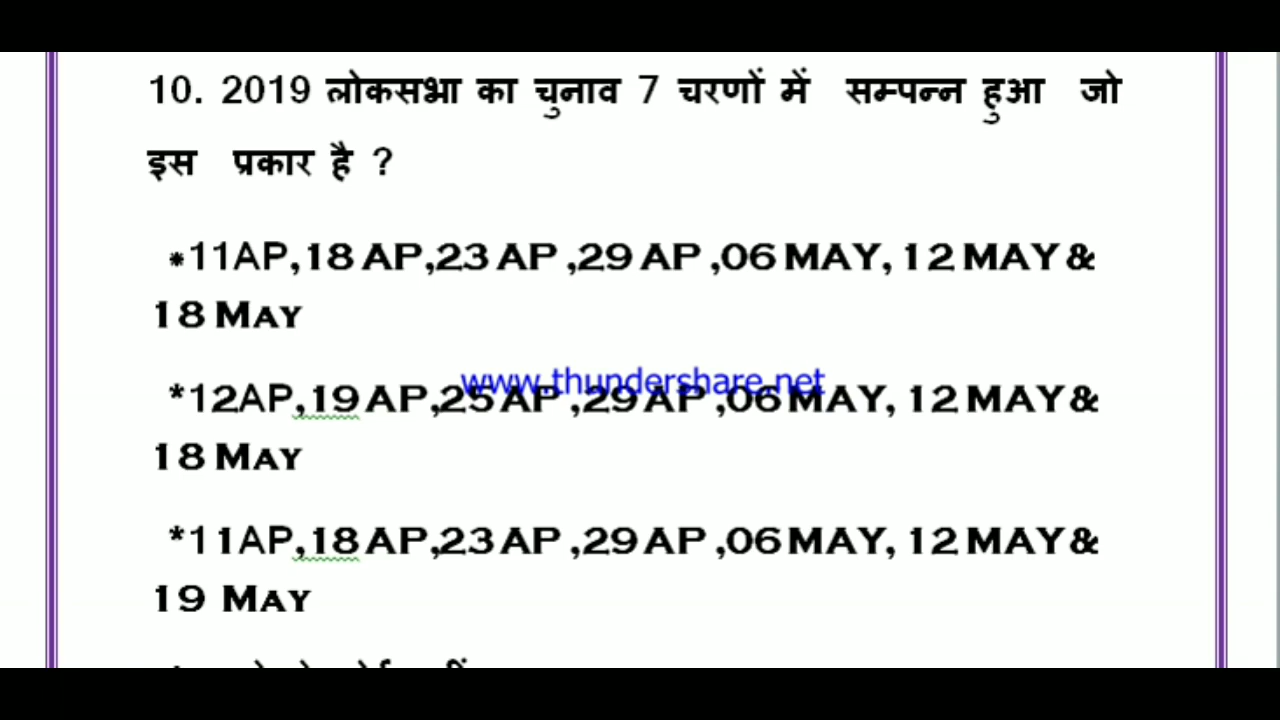 10. 2019 लोकसभा का चुनाव 7 चरणों में सम्पन्न हुआ जो
इस प्रकार है ?
*11AP,18 AP,23 AP ,29 AP ,06 MAY, 12 MAY &
18 MAY
www.thundershare.net
*12AP,19 AP,25 AP ,29 AP ,06 MAY, 12 MAY &
18 MAY
*11AP,18 AP,23 AP ,29 AP ,06 MAY, 12 MAY &
19 MAY